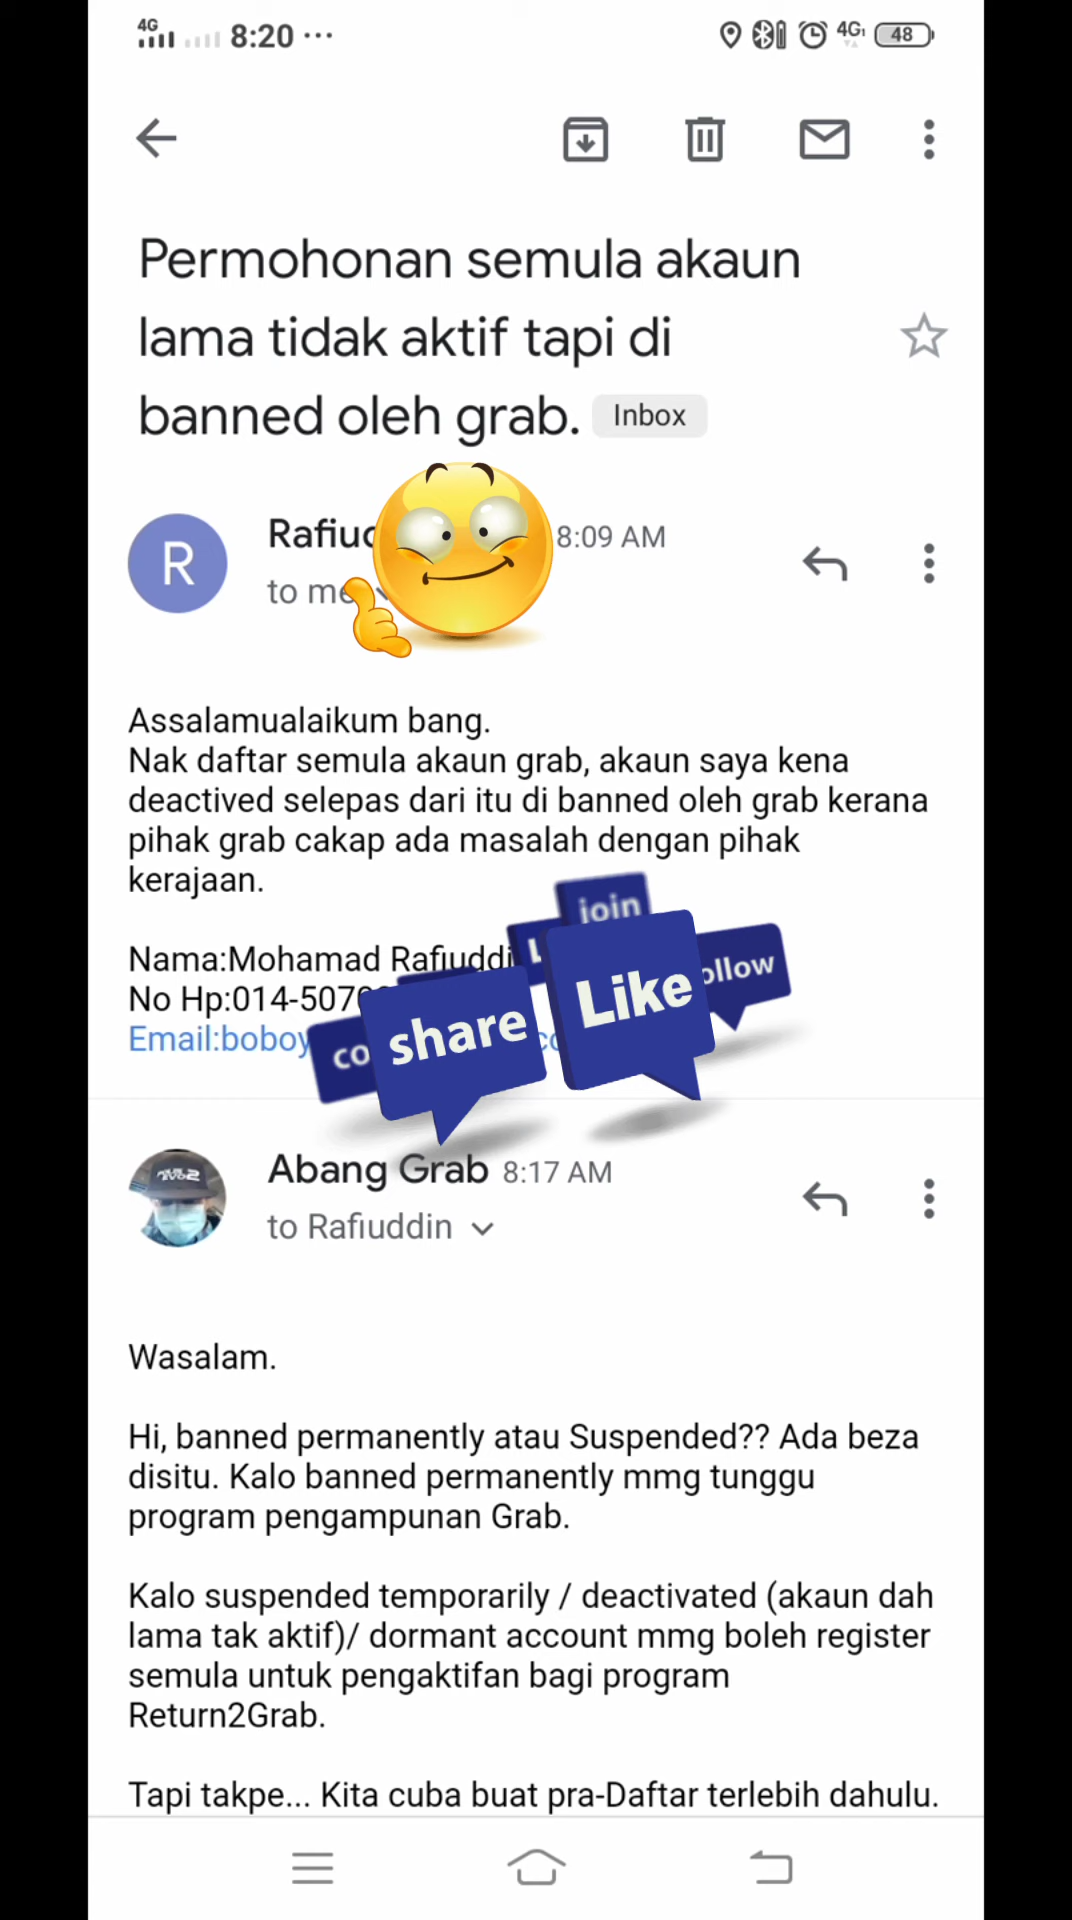 4G 8:20 ... 4G 48
Permohonan semula akaun
lama tidak aktif tapi di
banned oleh grab. Inbox
R
8:09 AM
to me
Assalamualaikum bang.
Nak daftar semula akaun grab, akaun saya kena
deactived selepas dari itu di banned oleh grab kerana
pihak grab cakap ada masalah dengan pihak
kerajaan.
Nama:Mohamad Rafiuddi
No Hp:014-507
Email:boboy
join
Like
ollow
share
co
Abang Grab 8:17 AM
to Rafiuddin
Wasalam.
Hi, banned permanently atau Suspended?? Ada beza
disitu. Kalo banned permanently mmg tunggu
program pengampunan Grab.
Kalo suspended temporarily / deactivated (akaun dah
lama tak aktif)/ dormant account mmg boleh register
semula untuk pengaktifan bagi program
Return2Grab.
Tapi takpe... Kita cuba buat pra-Daftar terlebih dahulu.